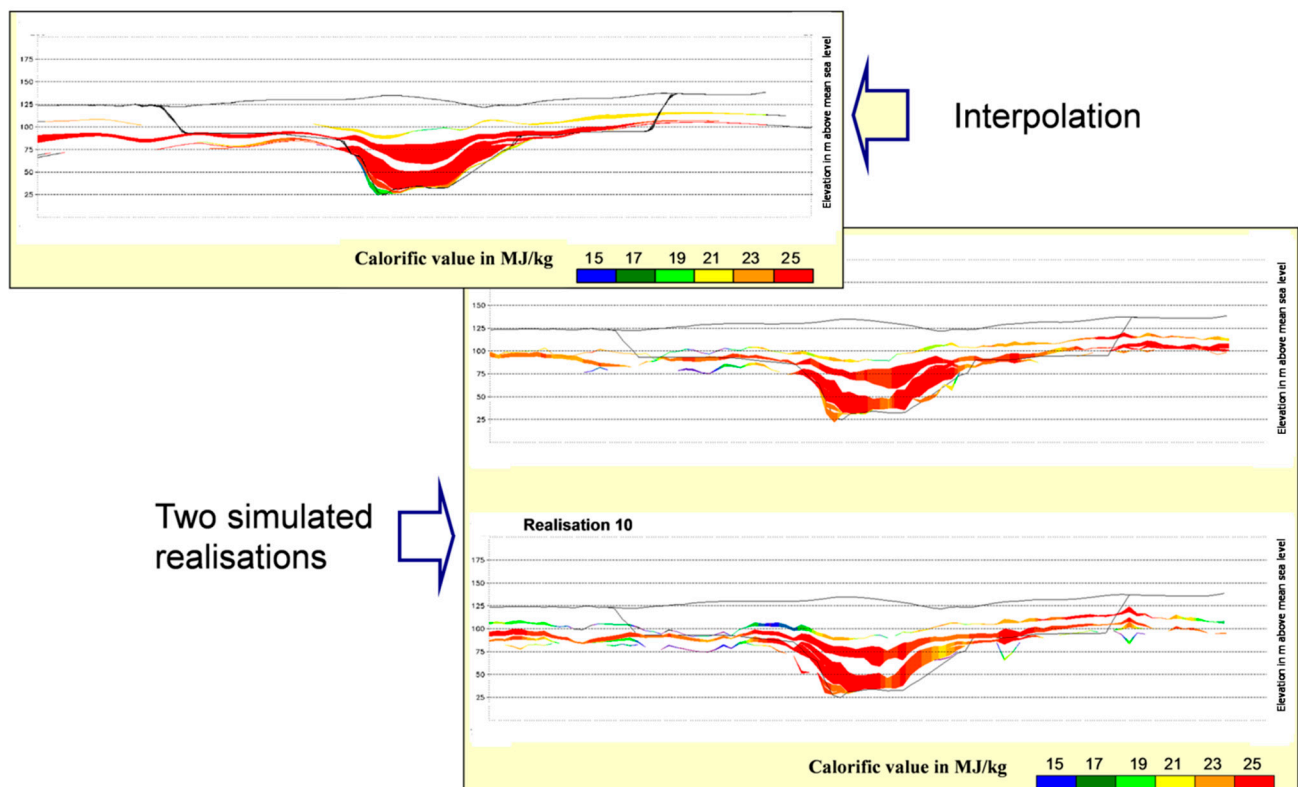 175
150
125
100
75
50
25
Elevation in m above mean sea level
Interpolation
Calorific value in MJ/kg
15 17 19 21 23 25
150
125
100
75
50
25
Elevation in m above mean sea level
Two simulated
realisations
Realisation 10
175
150
125
100
75
50
25
Elevation in m above mean sea level
Calorific value in MJ/kg
15 17 19 21 23 25